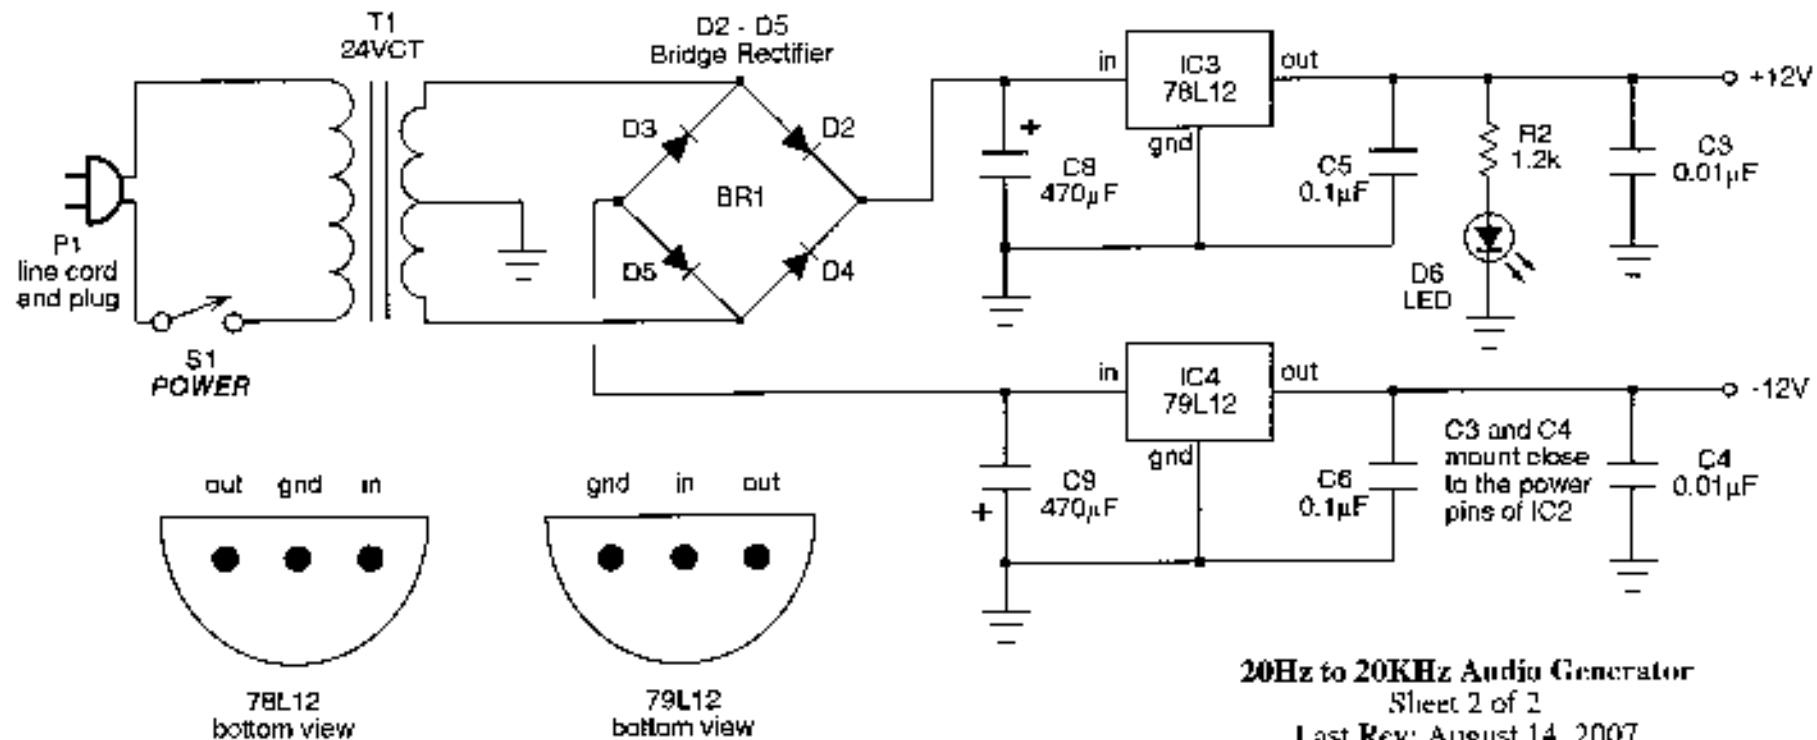 T1
24VCT
D2 - D5
Bridge Rectifier
in
IC3
78L12
out
gnd
+12V
D3
D2
BR1
D5
D4
+
C8
470µF
C5
0.1µF
R2
1.2k
C3
0.01µF
D6
LED
P1
line cord
and plug
S1
POWER
in
IC4
79L12
out
gnd
-12V
+
C9
470µF
C6
0.1µF
C3 and C4
mount close
to the power
pins of IC2
C4
0.01µF
out gnd in
78L12
bottom view
gnd in out
79L12
bottom view
20Hz to 20KHz Audio Generator
Sheet 2 of 2
Last Rev: August 14, 2007